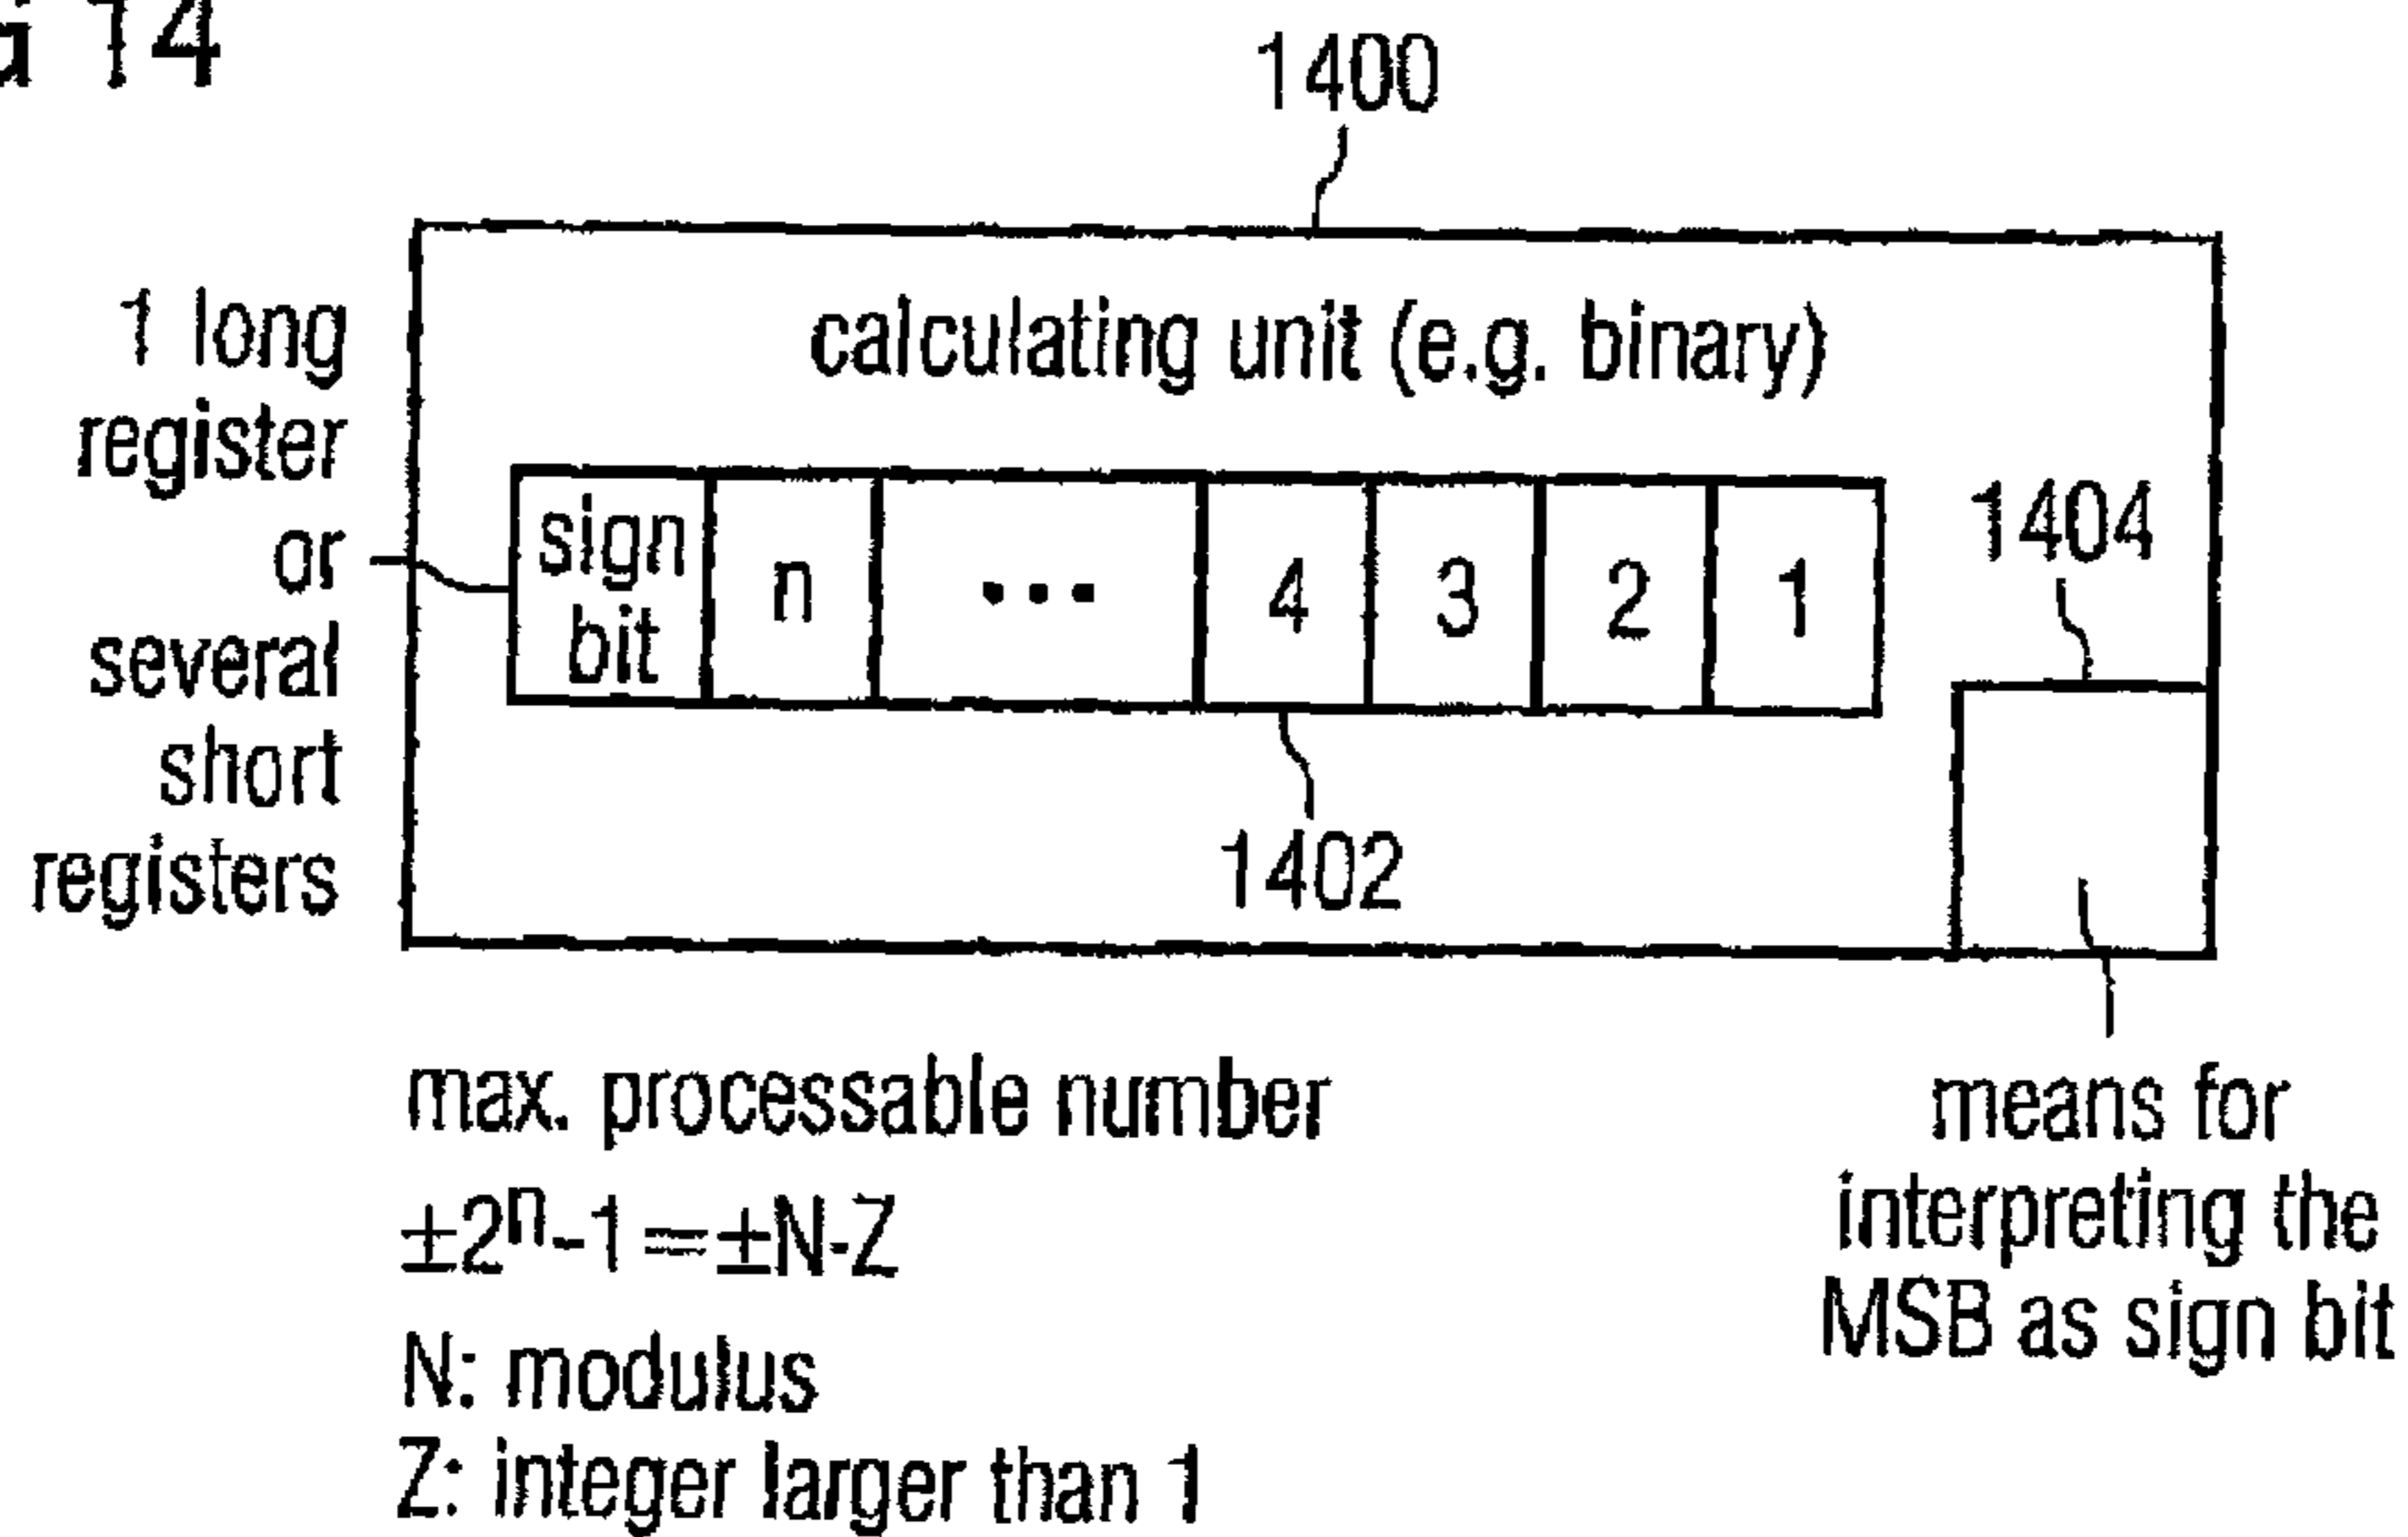 14
1400
1 long
register
or
several
short
registers
calculating unit (e.g. binary)
sign
bit
n
...
4
3
2
1
1404
1402
max. processable number
±2ⁿ-1=±N-Z
N: modulus
Z: integer larger than 1
means for
interpreting the
MSB as sign bit